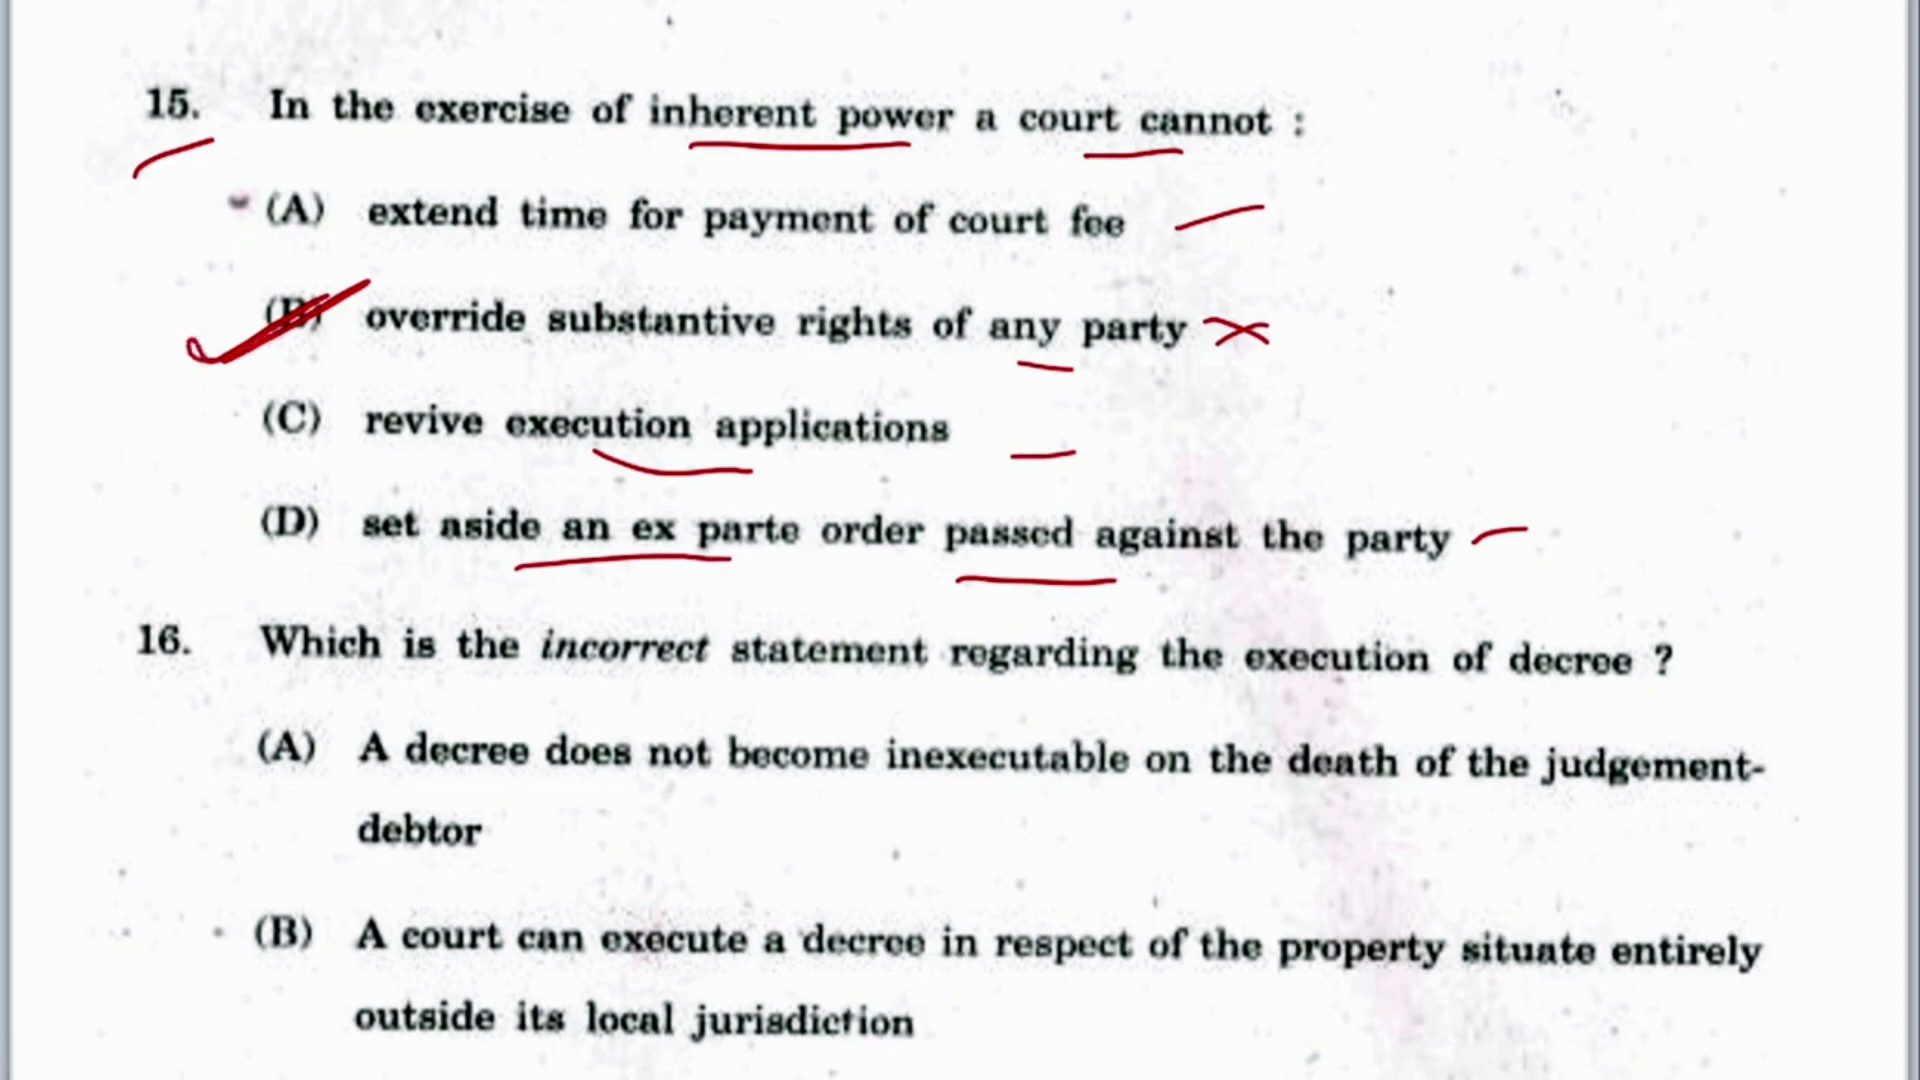 15. In the exercise of inherent power a court cannot :
(A) extend time for payment of court fee
(B) override substantive rights of any party
(C) revive execution applications
(D) set aside an ex parte order passed against the party
16. Which is the incorrect statement regarding the execution of decree ?
(A) A decree does not become inexecutable on the death of the judgement-
debtor
(B) A court can execute a decree in respect of the property situate entirely
outside its local jurisdiction